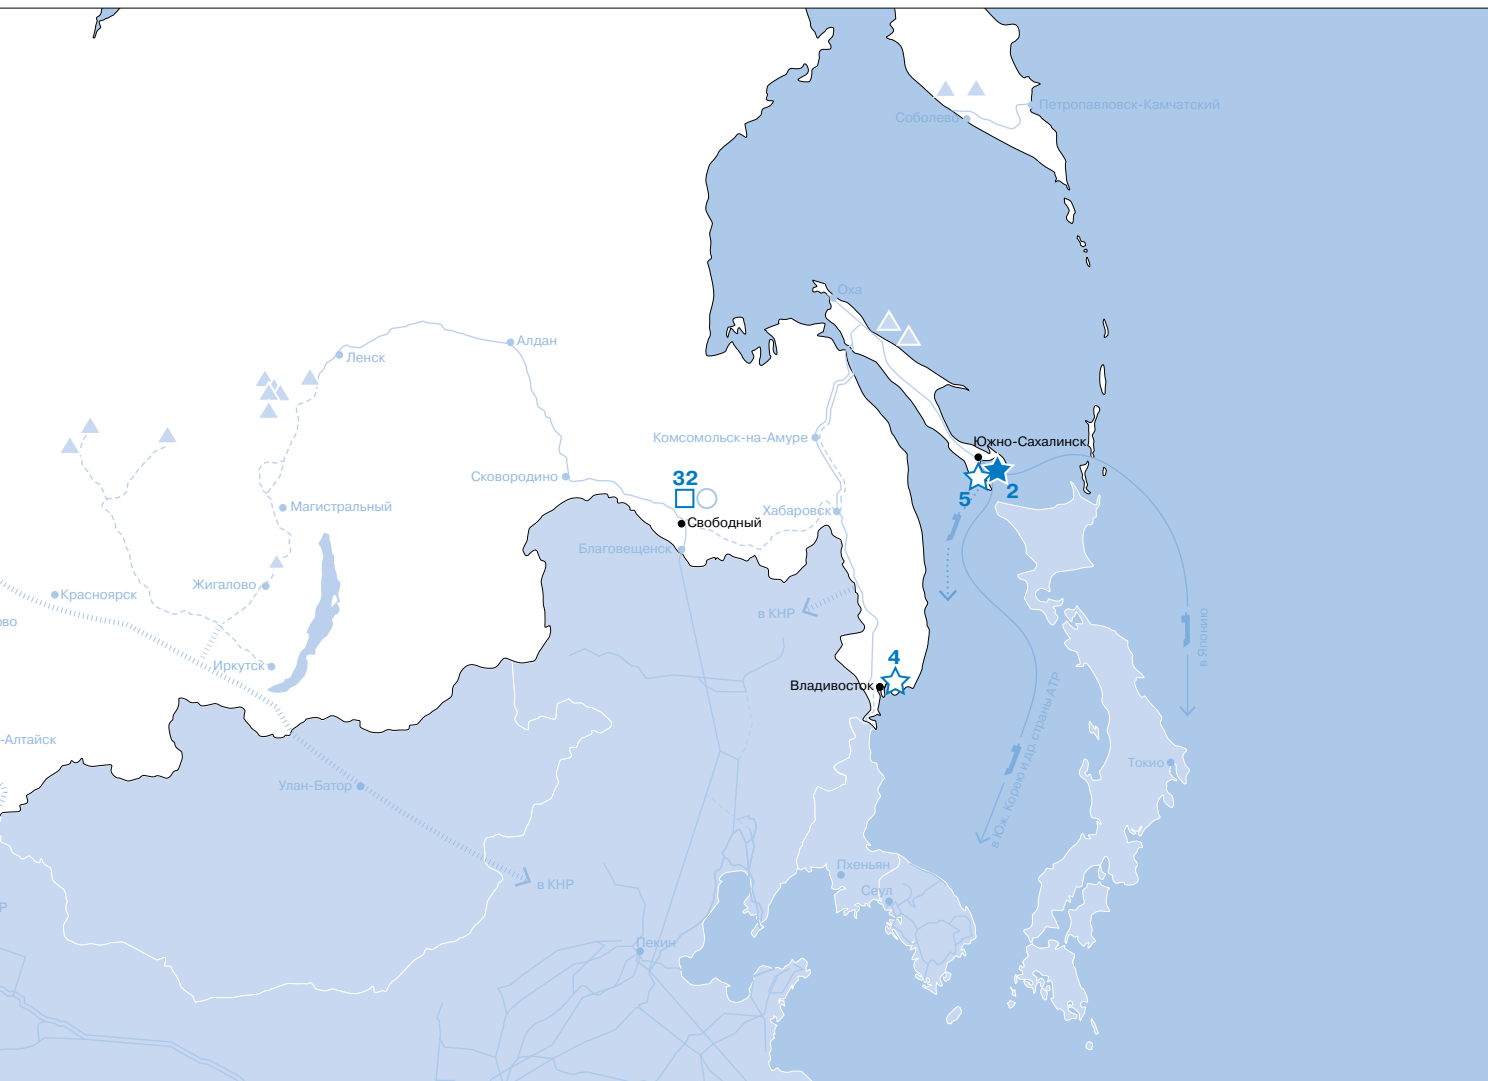 Петропавловск-Камчатский
Соболево
Оха
Алдан
Ленск
Комсомольск-на-Амуре
Южно-Сахалинск
Сковородино
32
5
2
Магистральный
Хабаровск
Свободный
Благовещенск
Жигалово
Красноярск
в КНР
ово
в Японию
Иркутск
4
Владивосток
в Юж. Корею и др. страны АТР
-Алтайск
Токио
Улан-Батор
Пхеньян
в КНР
Сеул
Р
Пекин